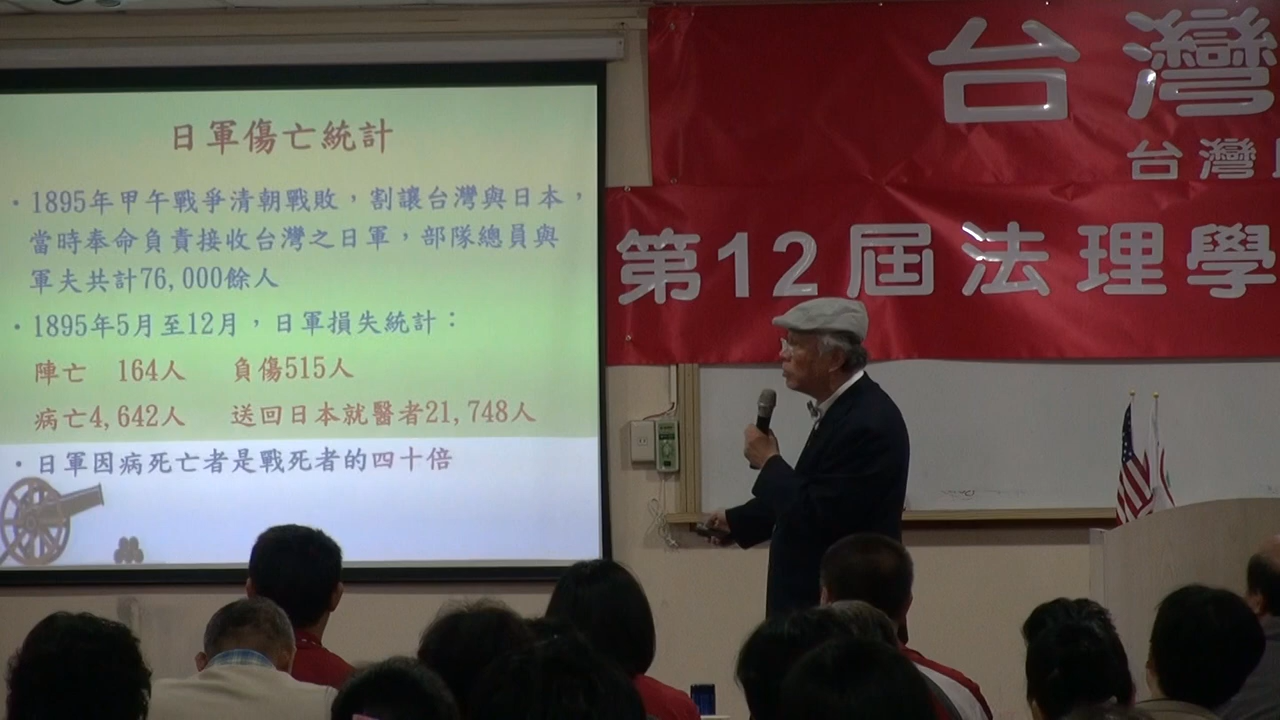 日軍傷亡統計
・1895年甲午戰爭清朝戰敗，割讓台灣與日本，
當時奉命負責接收台灣之日軍，部隊總員與
軍夫共計76,000餘人
・1895年5月至12月，日軍損失統計：
陣亡　164人　負傷515人
病亡4,642人　送回日本就醫者21,748人
・日軍因病死亡者是戰死者的四十倍
台灣
台灣
第12屆法理學